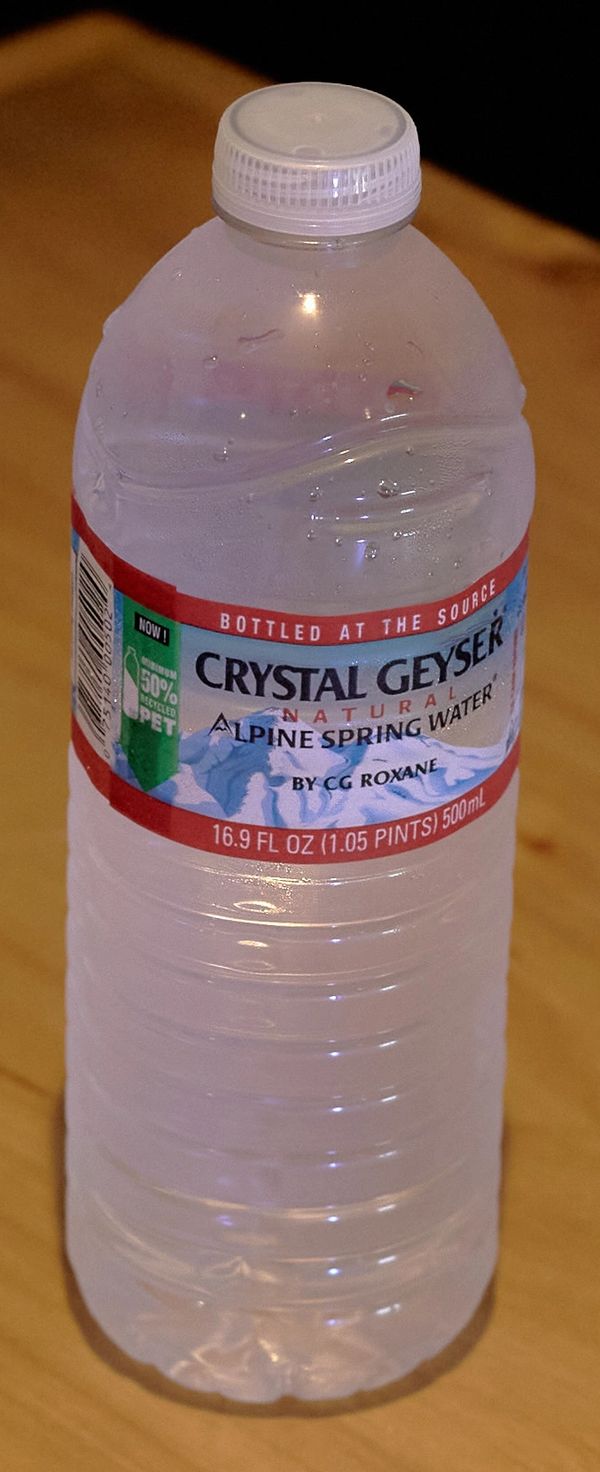 BOTTLED AT THE SOURCE
CRYSTAL GEYSER®
NATURAL
ALPINE SPRING WATER®
BY CG ROXANE
16.9 FL OZ (1.05 PINTS) 500mL
NOW!
MINIMUM
50%
RECYCLED
PET